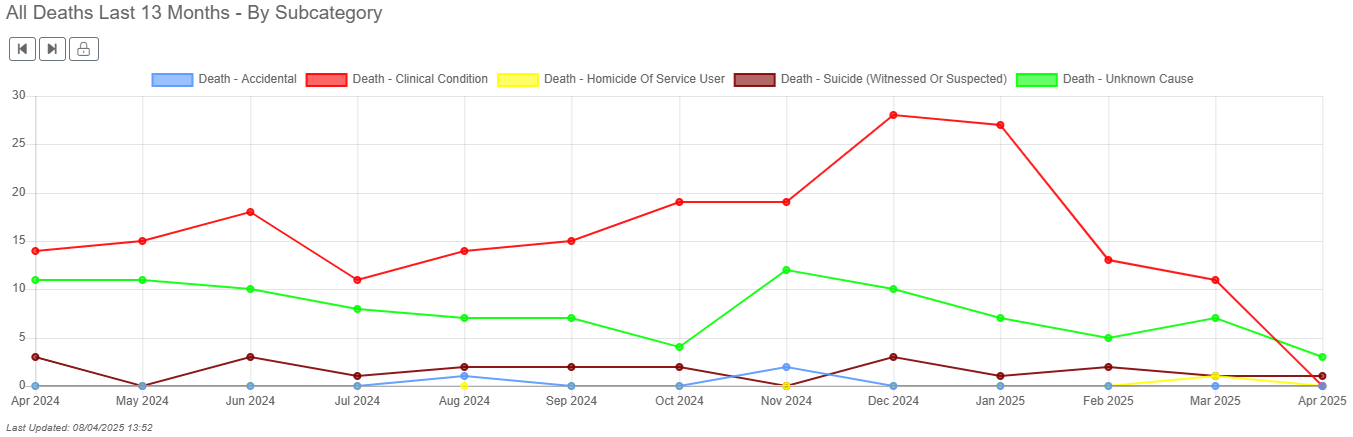 All Deaths Last 13 Months - By Subcategory
Death - Accidental Death - Clinical Condition Death - Homicide Of Service User Death - Suicide (Witnessed Or Suspected) Death - Unknown Cause
30
25
20
15
10
5
0
Apr 2024 May 2024 Jun 2024 Jul 2024 Aug 2024 Sep 2024 Oct 2024 Nov 2024 Dec 2024 Jan 2025 Feb 2025 Mar 2025 Apr 2025
Last Updated: 08/04/2025 13:52